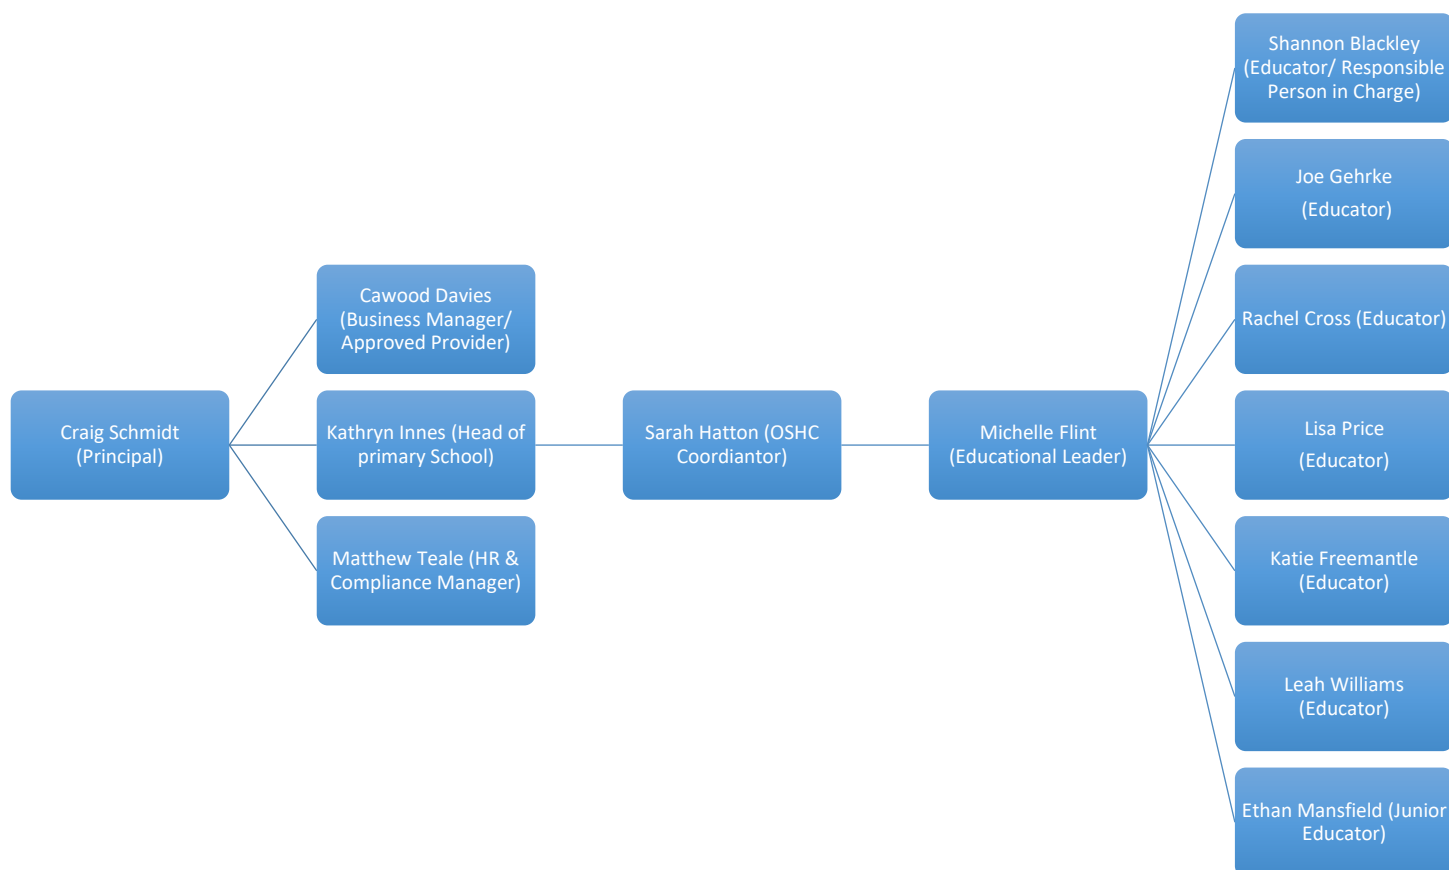 Craig Schmidt
(Principal)
Cawood Davies
(Business Manager/
Approved Provider)
Kathryn Innes (Head of
primary School)
Matthew Teale (HR &
Compliance Manager)
Sarah Hatton (OSHC
Coordiantor)
Michelle Flint
(Educational Leader)
Shannon Blackley
(Educator/ Responsible
Person in Charge)
Joe Gehrke
(Educator)
Rachel Cross (Educator)
Lisa Price
(Educator)
Katie Freemantle
(Educator)
Leah Williams
(Educator)
Ethan Mansfield (Junior
Educator)